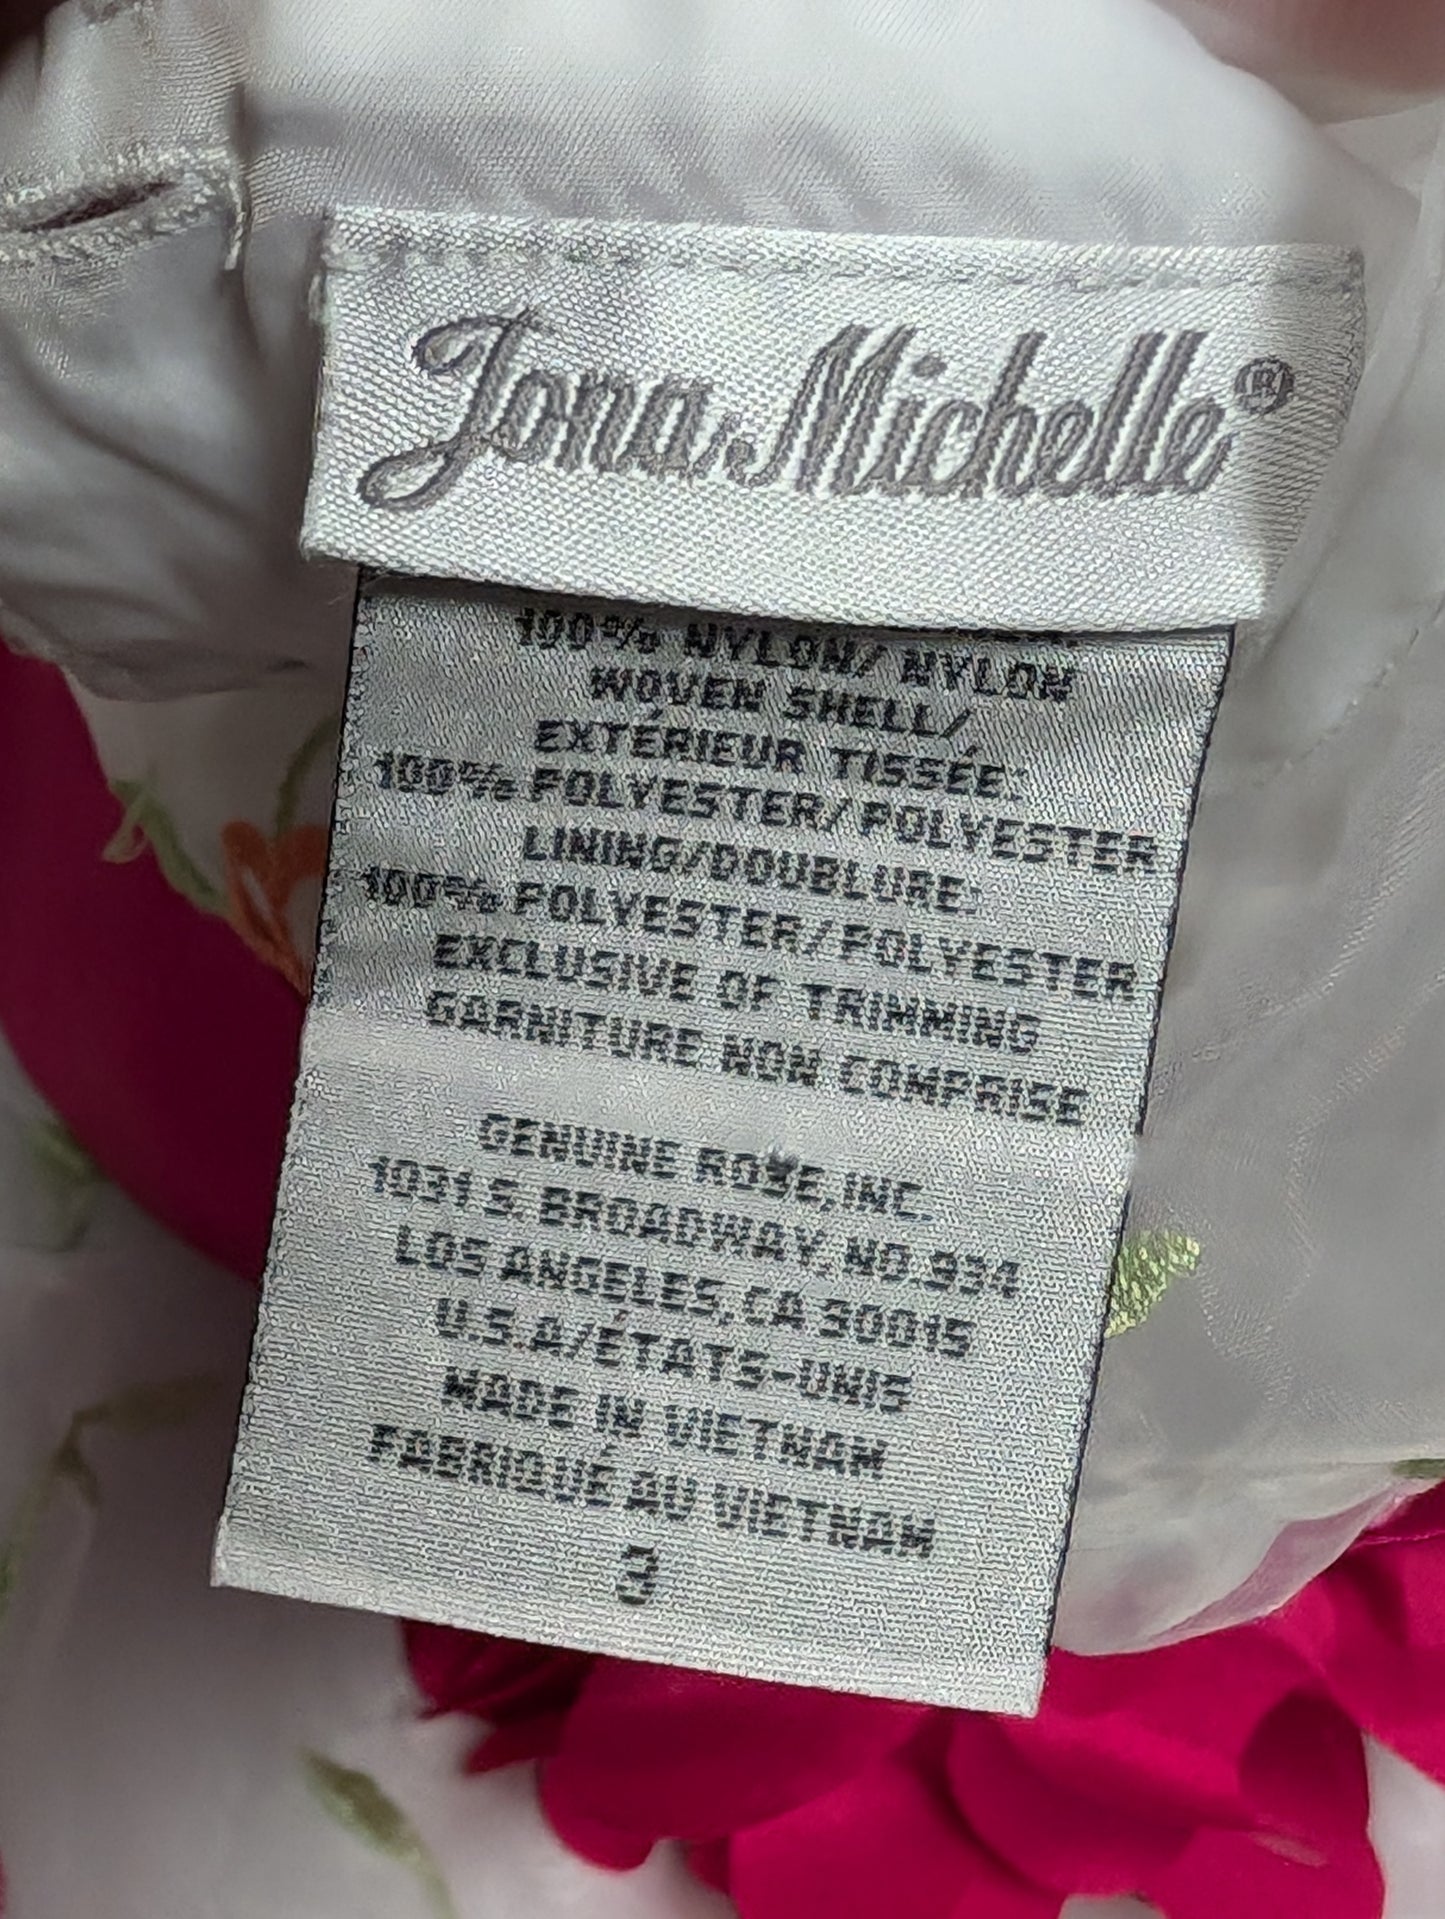 Jona Michelle®
100% NYLON/ NYLON
WOVEN SHELL/
EXTÉRIEUR TISSÉE:
100% POLYESTER/POLYESTER
LINING/DOUBLURE:
100% POLYESTER/POLYESTER
EXCLUSIVE OF TRIMMING
GARNITURE NON COMPRISE
GENUINE ROSE,INC.
1031 S. BROADWAY, NO.934
LOS ANGELES,CA 90015
U.S.A/ÉTATS-UNIS
MADE IN VIETNAM
FABRIQUÉ AU VIETNAM
3